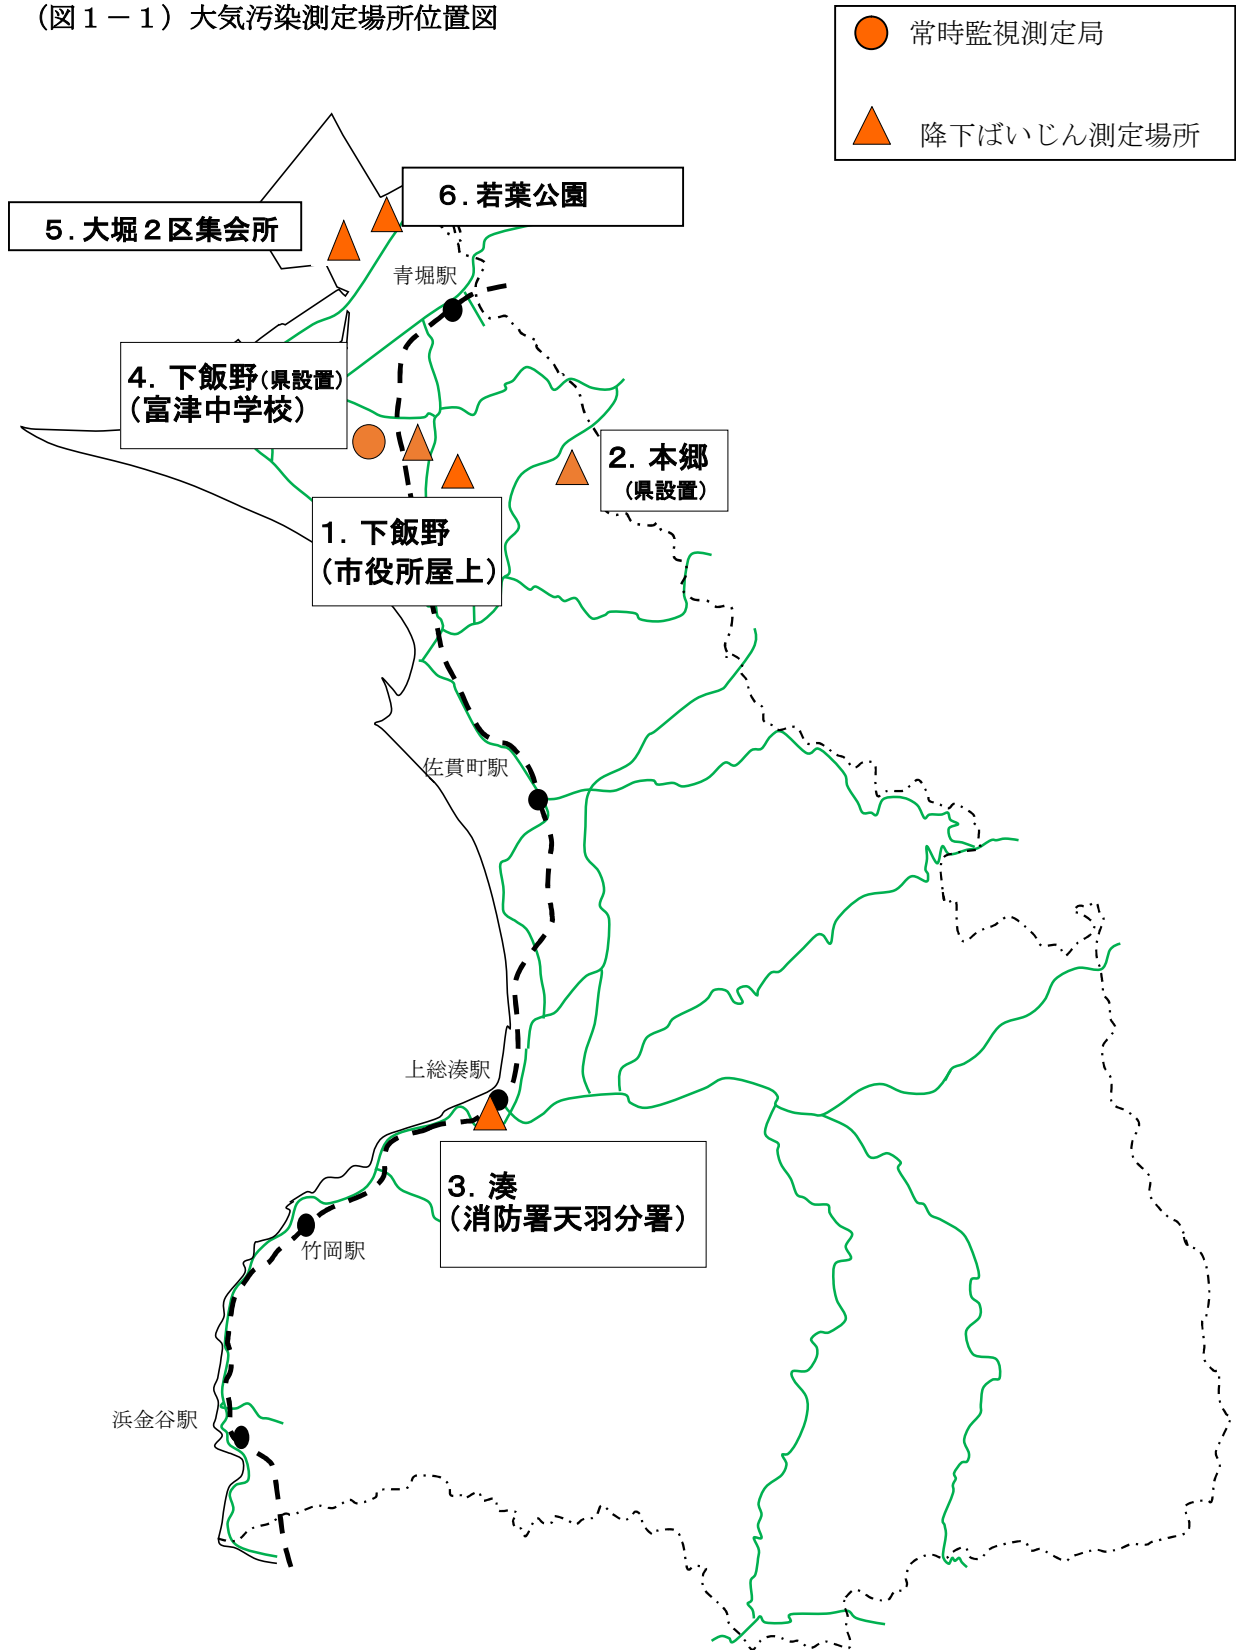 （図１－１）大気汚染測定場所位置図
常時監視測定局
降下ばいじん測定場所
６．若葉公園
５．大堀２区集会所
青堀駅
４．下飯野（県設置）
（富津中学校）
２．本郷
（県設置）
１．下飯野
（市役所屋上）
佐貫町駅
上総湊駅
３．湊
（消防署天羽分署）
竹岡駅
浜金谷駅